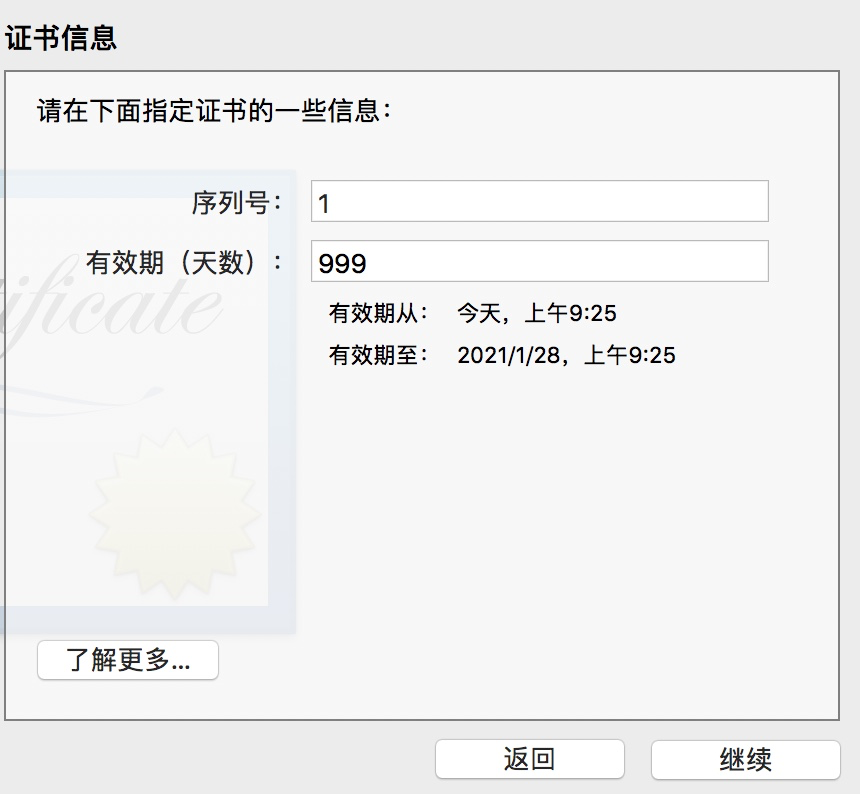 证书信息
请在下面指定证书的一些信息：
序列号： 1
有效期（天数）： 999
有效期从： 今天，上午9:25
有效期至： 2021/1/28，上午9:25
tificate
了解更多...
返回 继续